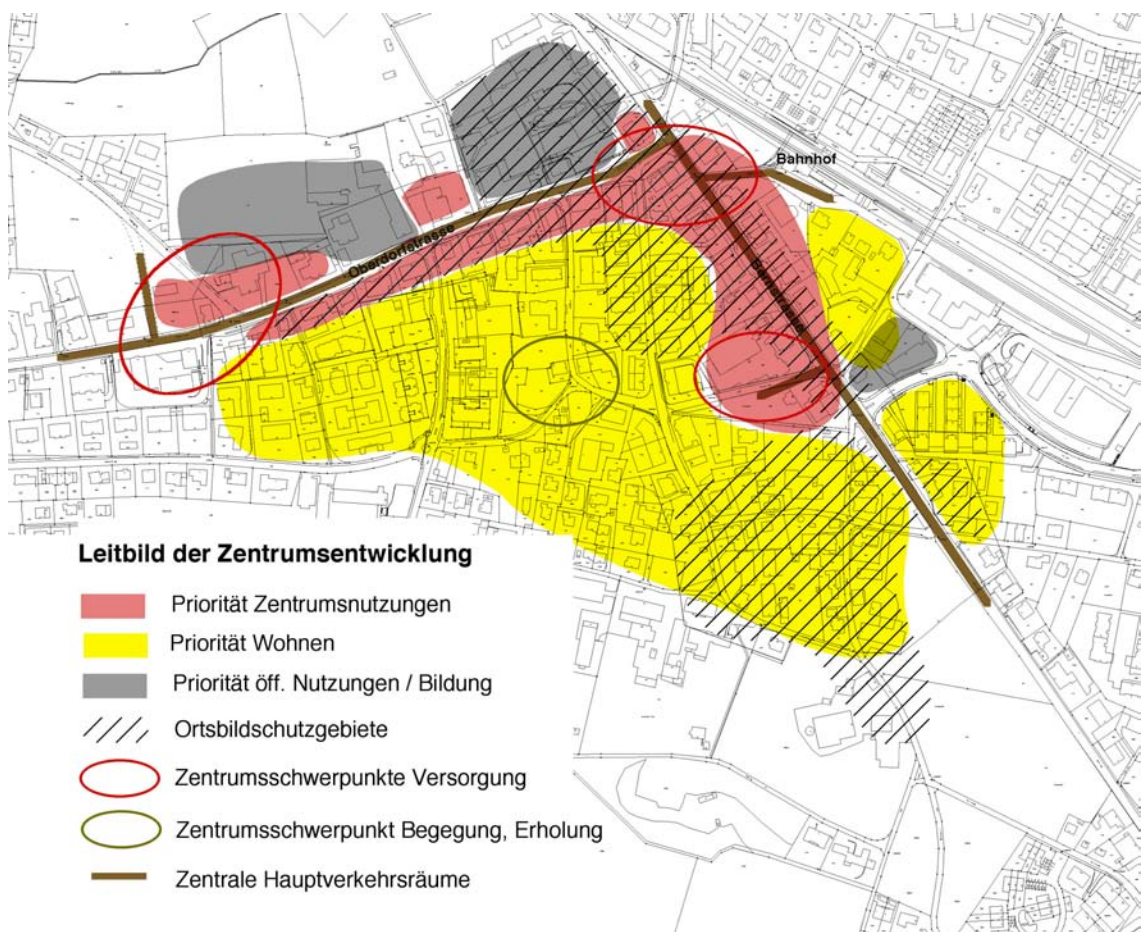 Bahnhof
Oberdorfstrasse
Leitbild der Zentrumsentwicklung
Priorität Zentrumsnutzungen
Priorität Wohnen
Priorität öff. Nutzungen / Bildung
Ortsbildschutzgebiete
Zentrumsschwerpunkte Versorgung
Zentrumsschwerpunkt Begegung, Erholung
Zentrale Hauptverkehrsräume